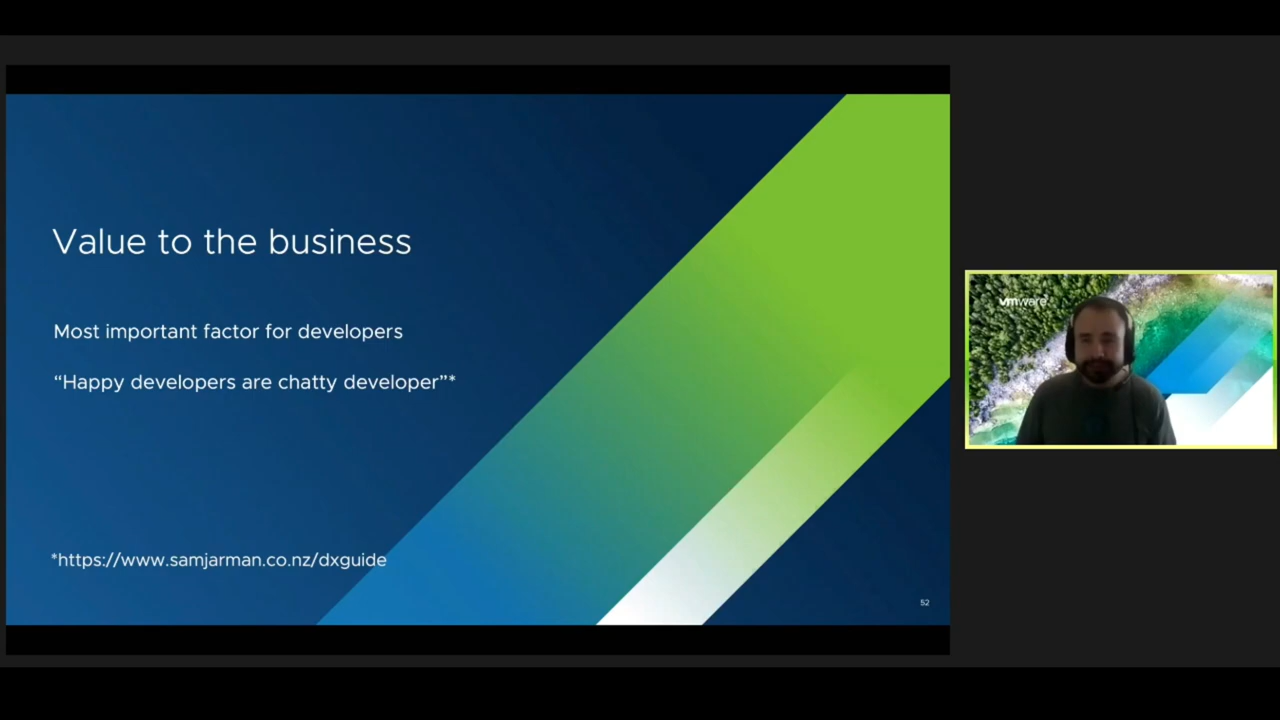 Value to the business
Most important factor for developers
“Happy developers are chatty developer”*
*https://www.samjarman.co.nz/dxguide
52
vmware